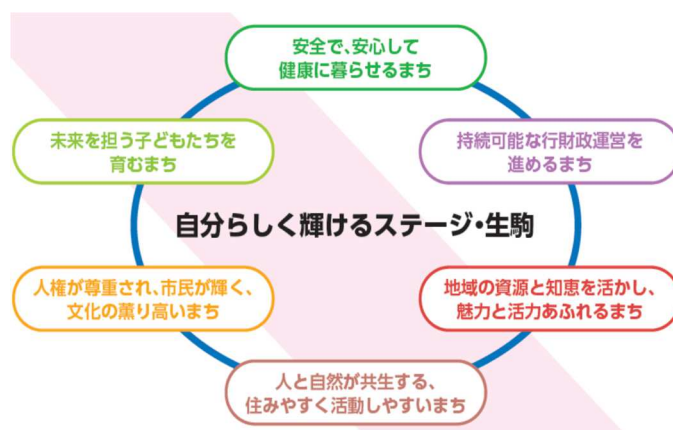 安全で、安心して
健康に暮らせるまち
未来を担う子どもたちを
育むまち
持続可能な行財政運営を
進めるまち
自分らしく輝けるステージ・生駒
人権が尊重され、市民が輝く、
文化の薫り高いまち
地域の資源と知恵を活かし、
魅力と活力あふれるまち
人と自然が共生する、
住みやすく活動しやすいまち